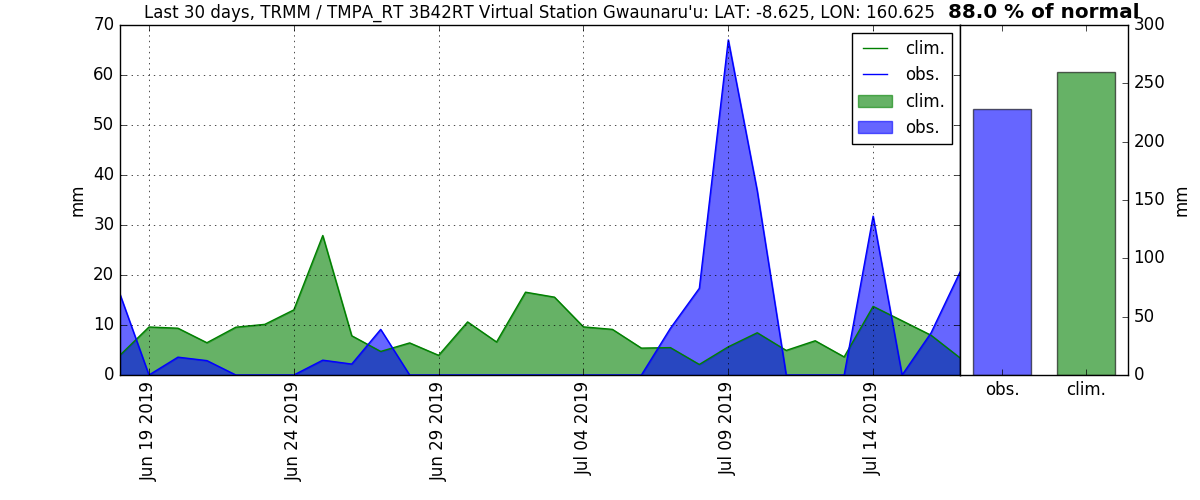 Last 30 days, TRMM / TMPA_RT 3B42RT Virtual Station Gwaunaru'u: LAT: -8.625, LON: 160.625
88.0 % of normal
70
60
50
40
30
20
10
0
mm
clim.
obs.
clim.
obs.
Jun 19 2019
Jun 24 2019
Jun 29 2019
Jul 04 2019
Jul 09 2019
Jul 14 2019
300
250
200
150
100
50
0
mm
obs.
clim.